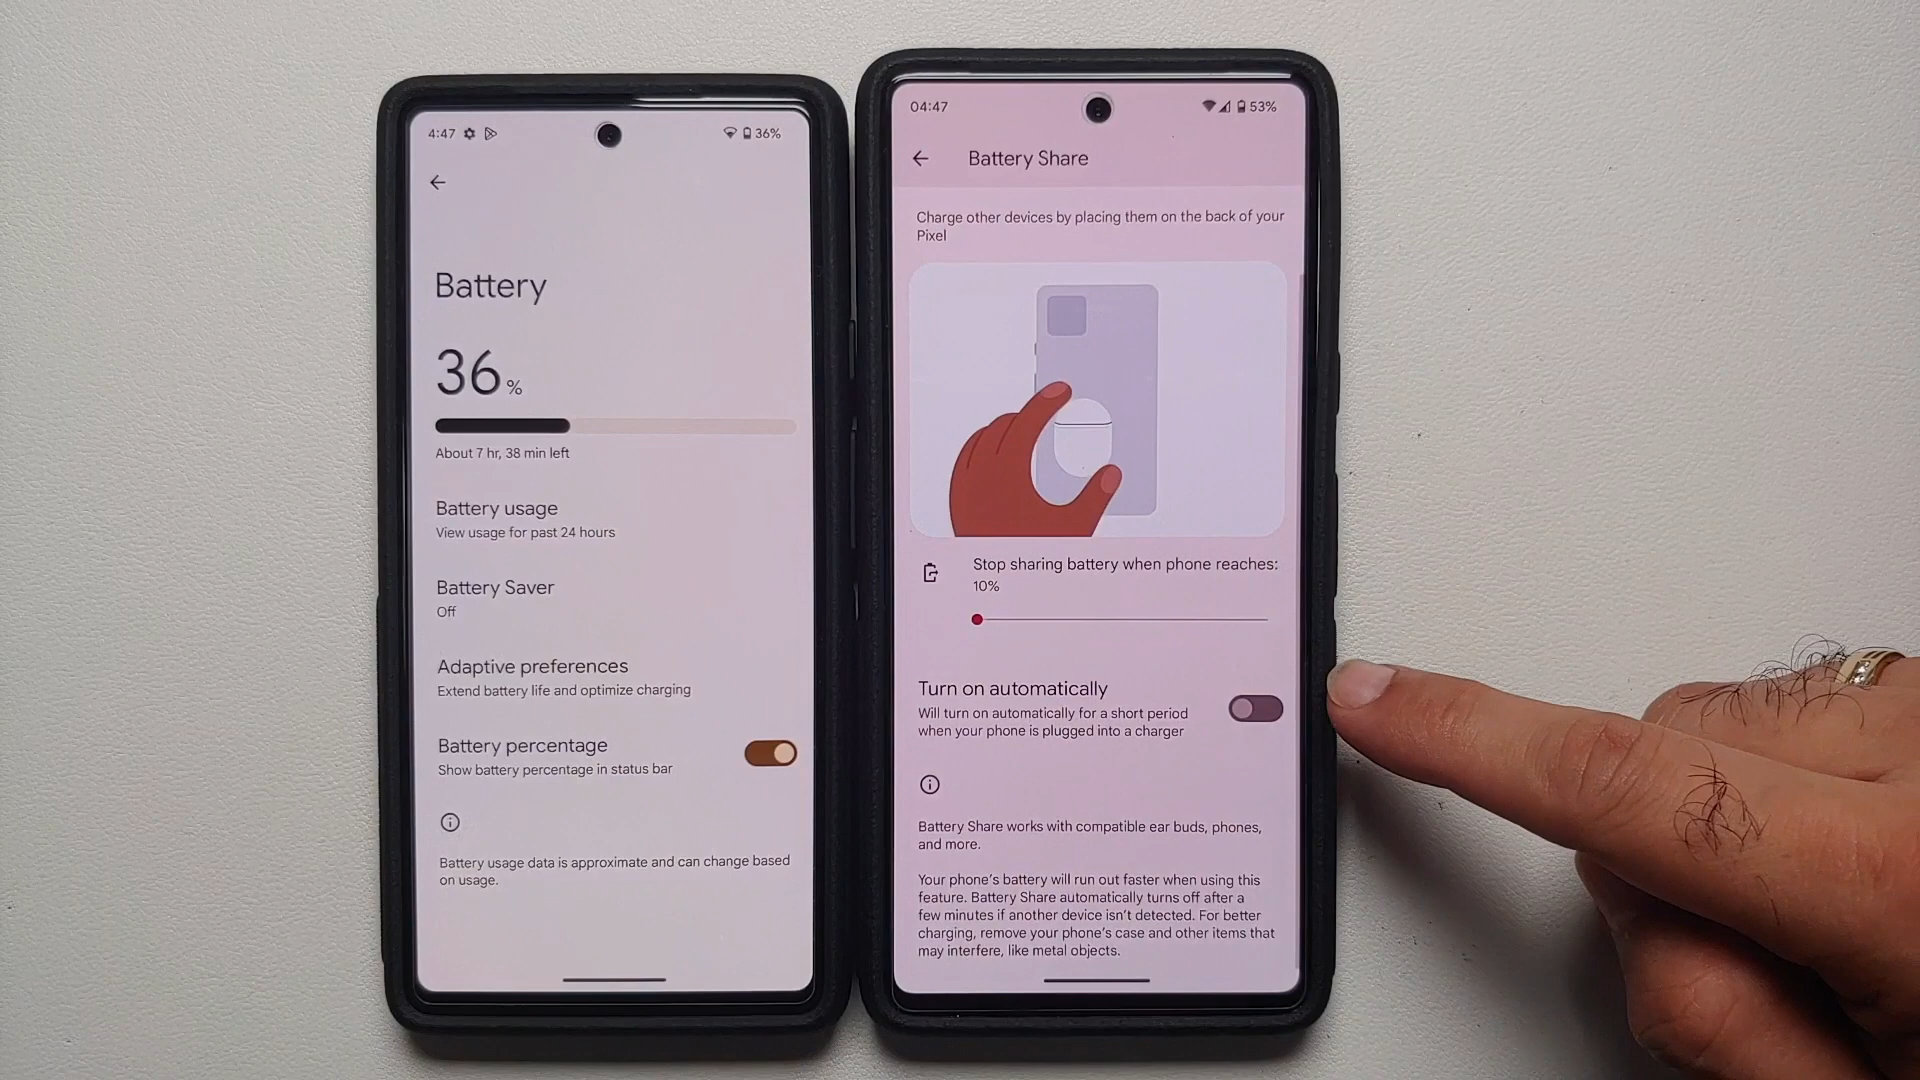 4:47
36%
Battery
36 %
About 7 hr, 38 min left
Battery usage
View usage for past 24 hours
Battery Saver
Off
Adaptive preferences
Extend battery life and optimize charging
Battery percentage
Show battery percentage in status bar
Battery usage data is approximate and can change based
on usage.
04:47
53%
Battery Share
Charge other devices by placing them on the back of your
Pixel
Stop sharing battery when phone reaches:
10%
Turn on automatically
Will turn on automatically for a short period
when your phone is plugged into a charger
Battery Share works with compatible ear buds, phones,
and more.
Your phone's battery will run out faster when using this
feature. Battery Share automatically turns off after a
few minutes if another device isn't detected. For better
charging, remove your phone's case and other items that
may interfere, like metal objects.